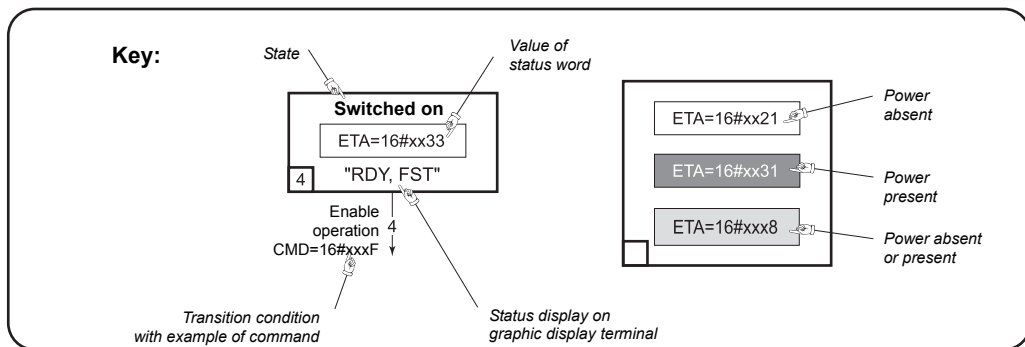 Key:
State
Value of
status word
Switched on
ETA=16#xx33
"RDY, FST"
4
Enable
operation
4
CMD=16#xxxF
Transition condition
with example of command
Status display on
graphic display terminal
ETA=16#xx21
Power
absent
ETA=16#xx31
Power
present
ETA=16#xxx8
Power absent
or present